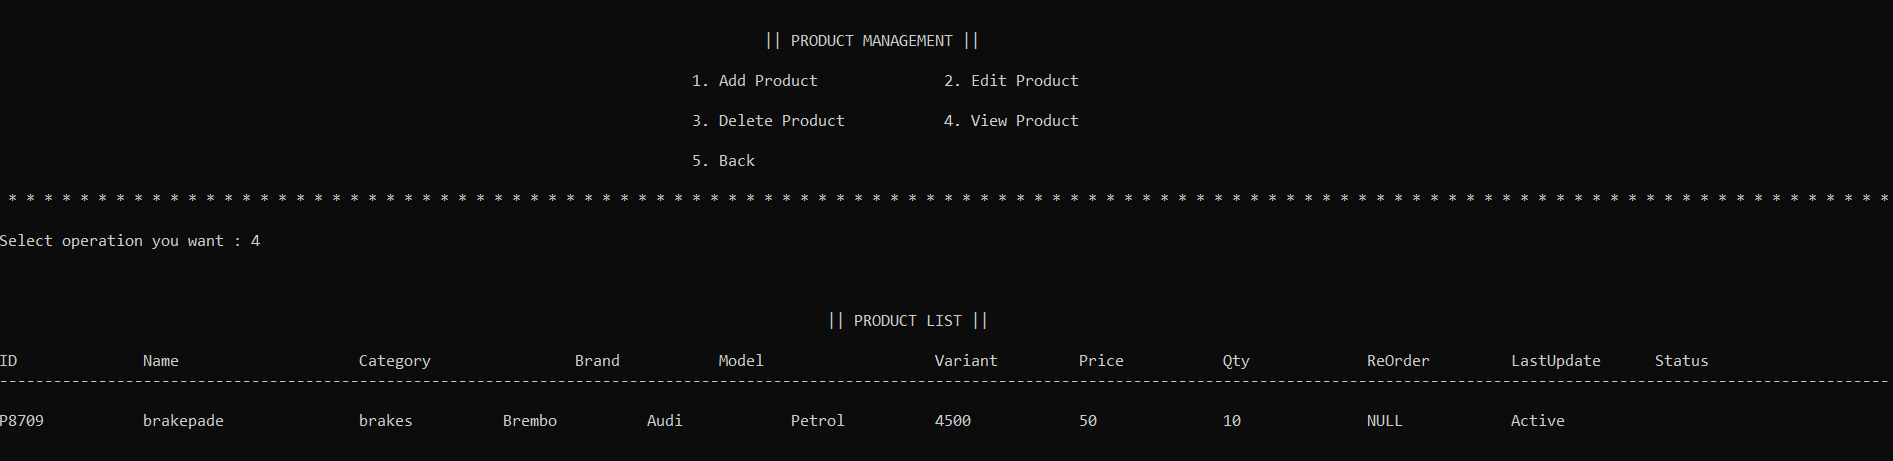 || PRODUCT MANAGEMENT ||
1. Add Product 2. Edit Product
3. Delete Product 4. View Product
5. Back
* * * * * * * * * * * * * * * * * * * * * * * * * * * * * * * * * * * * * * * * * * * * * * * * * * * * * * * * * * * * * * * * * * * * * * * * * * * * * * * * * * * * * * * * * * * * * * * * * * * * * * * * *
Select operation you want : 4
|| PRODUCT LIST ||
ID Name Category Brand Model Variant Price Qty ReOrder LastUpdate Status
------------------------------------------------------------------------------------------------------------------------------------------------------------------------------------------------------------------
P8709 brakepade brakes Brembo Audi Petrol 4500 50 10 NULL Active